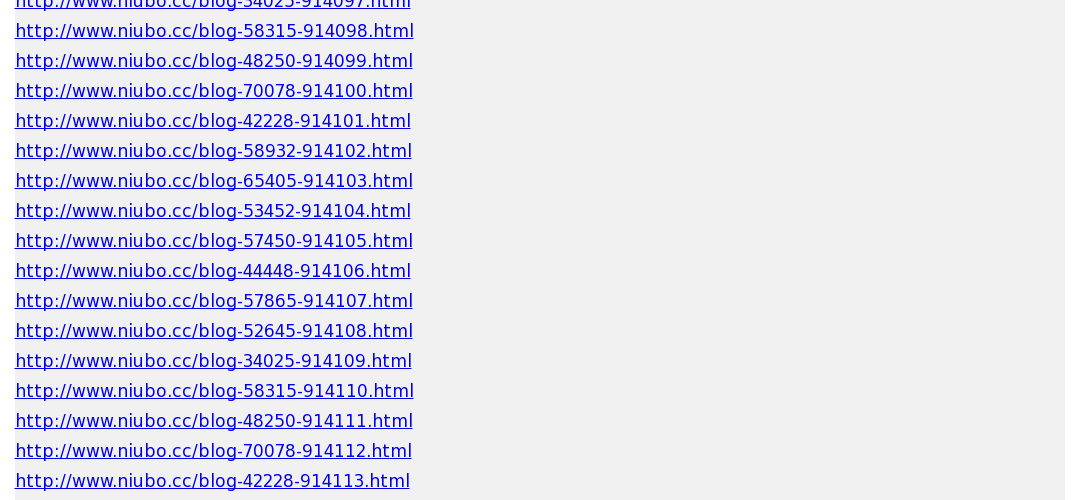 http://www.niubo.cc/blog-34025-914097.html
http://www.niubo.cc/blog-58315-914098.html
http://www.niubo.cc/blog-48250-914099.html
http://www.niubo.cc/blog-70078-914100.html
http://www.niubo.cc/blog-42228-914101.html
http://www.niubo.cc/blog-58932-914102.html
http://www.niubo.cc/blog-65405-914103.html
http://www.niubo.cc/blog-53452-914104.html
http://www.niubo.cc/blog-57450-914105.html
http://www.niubo.cc/blog-44448-914106.html
http://www.niubo.cc/blog-57865-914107.html
http://www.niubo.cc/blog-52645-914108.html
http://www.niubo.cc/blog-34025-914109.html
http://www.niubo.cc/blog-58315-914110.html
http://www.niubo.cc/blog-48250-914111.html
http://www.niubo.cc/blog-70078-914112.html
http://www.niubo.cc/blog-42228-914113.html